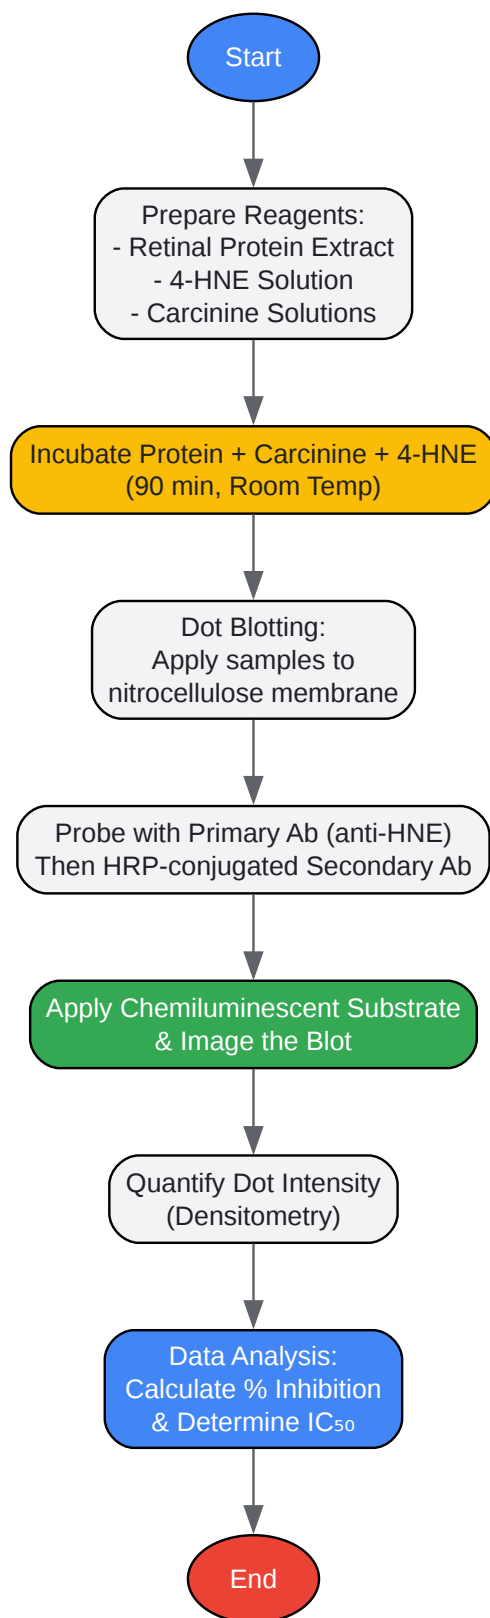 Start
Prepare Reagents:
- Retinal Protein Extract
- 4-HNE Solution
- Carcinine Solutions
Incubate Protein + Carcinine + 4-HNE
(90 min, Room Temp)
Dot Blotting:
Apply samples to
nitrocellulose membrane
Probe with Primary Ab (anti-HNE)
Then HRP-conjugated Secondary Ab
Apply Chemiluminescent Substrate
& Image the Blot
Quantify Dot Intensity
(Densitometry)
Data Analysis:
Calculate % Inhibition
& Determine IC₅₀
End